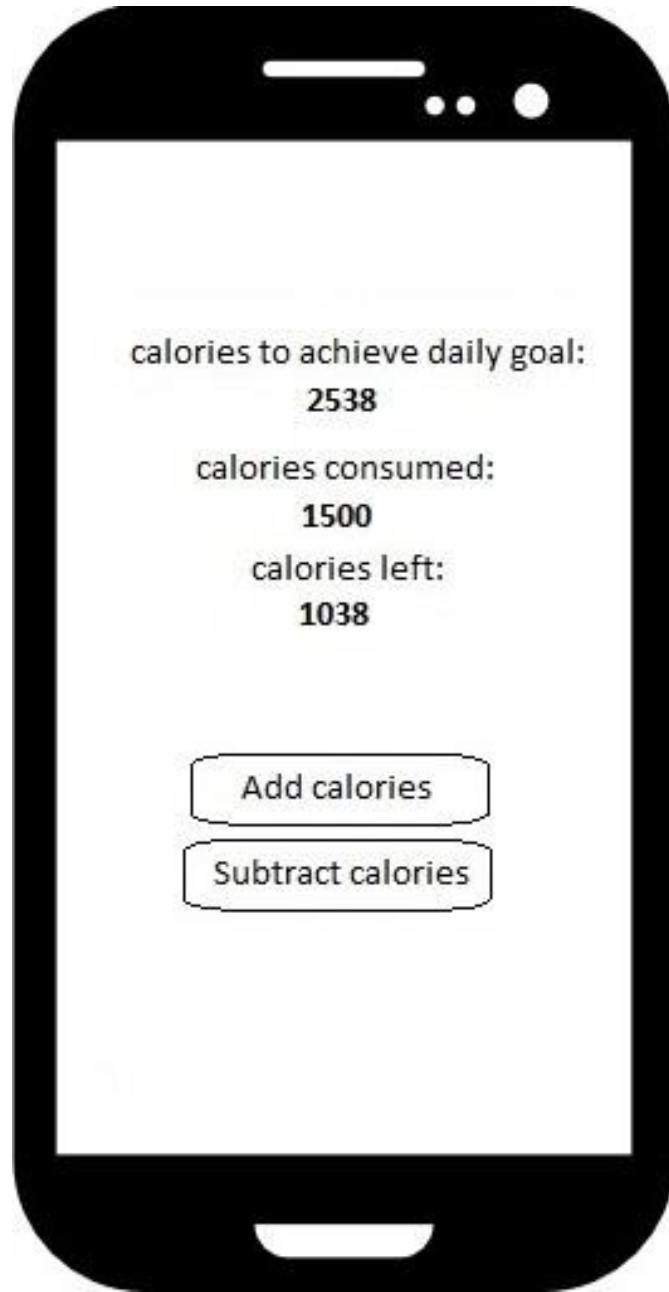 calories to achieve daily goal:
2538
calories consumed:
1500
calories left:
1038
Add calories
Subtract calories